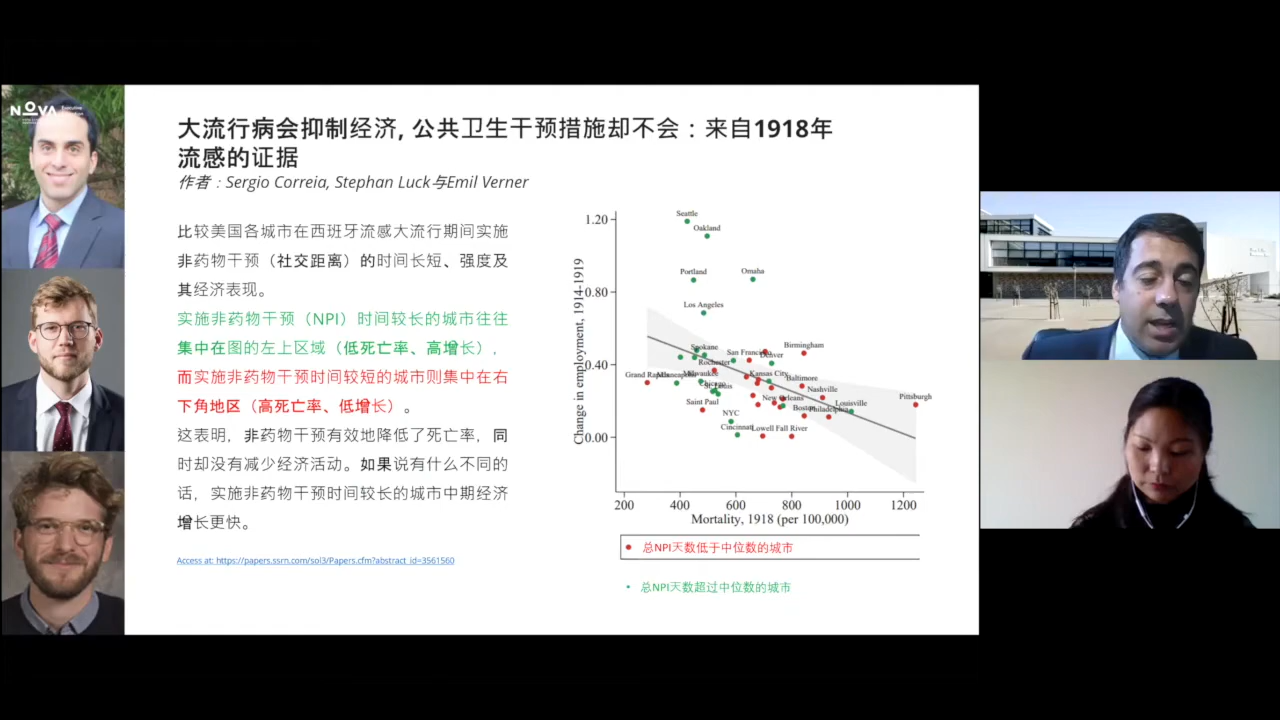 NOVA
大流行病会抑制经济, 公共卫生干预措施却不会：来自1918年
流感的证据
作者：Sergio Correia, Stephan Luck与Emil Verner
比较美国各城市在西班牙流感大流行期间实施
非药物干预（社交距离）的时间长短、强度及
其经济表现。
实施非药物干预（NPI）时间较长的城市往往
集中在图的左上区域（低死亡率、高增长），
而实施非药物干预时间较短的城市则集中在右
下角地区（高死亡率、低增长）。
这表明，非药物干预有效地降低了死亡率，同
时却没有减少经济活动。如果说有什么不同的
话，实施非药物干预时间较长的城市中期经济
增长更快。
Access at: https://papers.ssrn.com/sol3/Papers.cfm?abstract_id=3561560
Change in employment, 1914-1919
1.20
0.80
0.40
0.00
Seattle
Oakland
Portland
Omaha
Los Angeles
Spokane
San Francisco
Birmingham
Denver
Rochester
Grand Rapids
Minneapolis
Milwaukee
Kansas City
Baltimore
Chicago
St. Louis
Nashville
Saint Paul
New Orleans
Louisville
Pittsburgh
NYC
Boston
Philadelphia
Cincinnati
Lowell
Fall River
200
400
600
800
1000
1200
Mortality, 1918 (per 100,000)
总NPI天数低于中位数的城市
总NPI天数超过中位数的城市